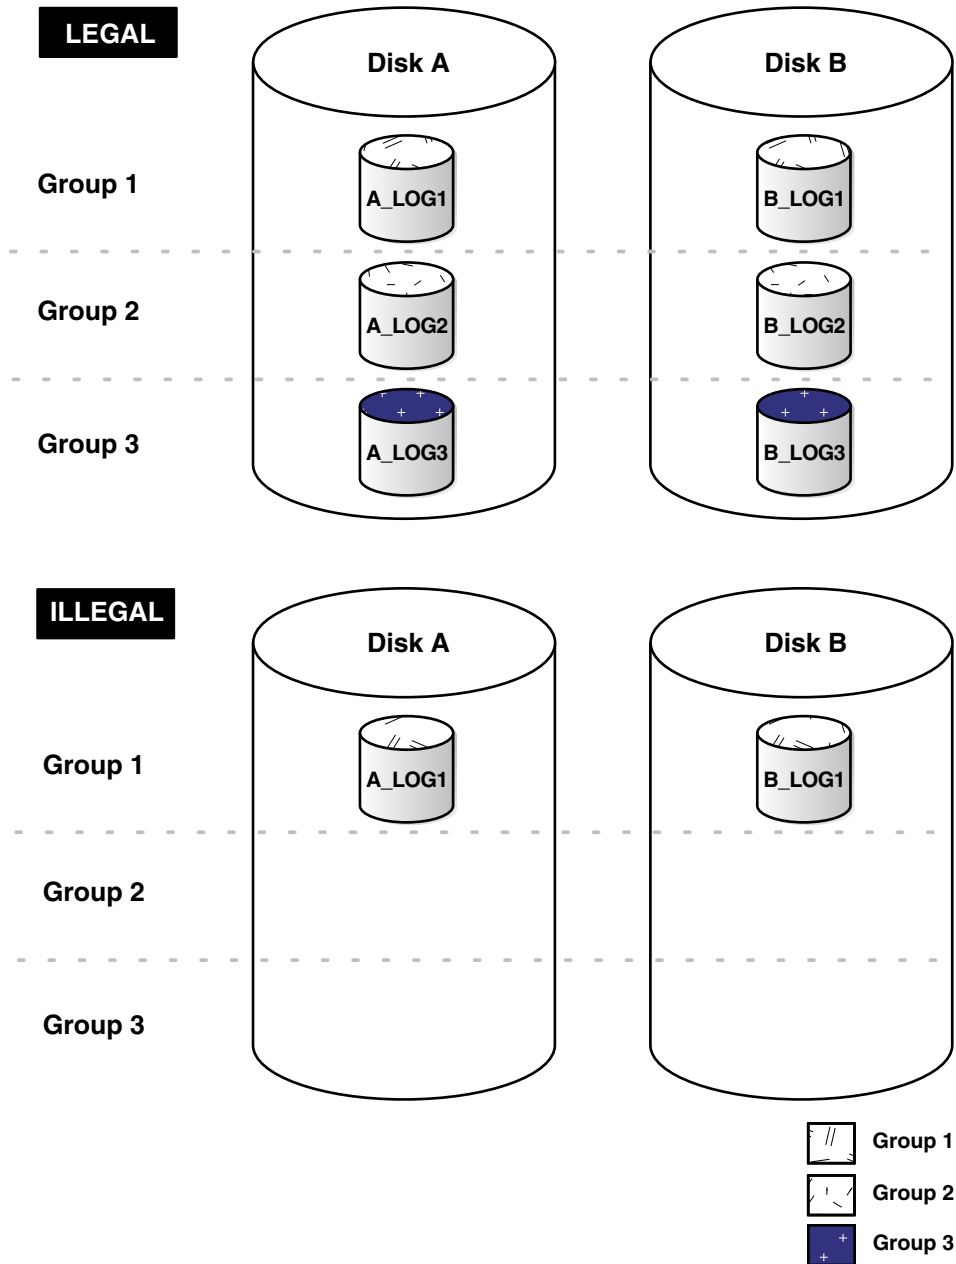 LEGAL
Disk A
Disk B
Group 1
A_LOG1
B_LOG1
Group 2
A_LOG2
B_LOG2
Group 3
A_LOG3
B_LOG3
ILLEGAL
Disk A
Disk B
Group 1
A_LOG1
B_LOG1
Group 2
Group 3
Group 1
Group 2
Group 3